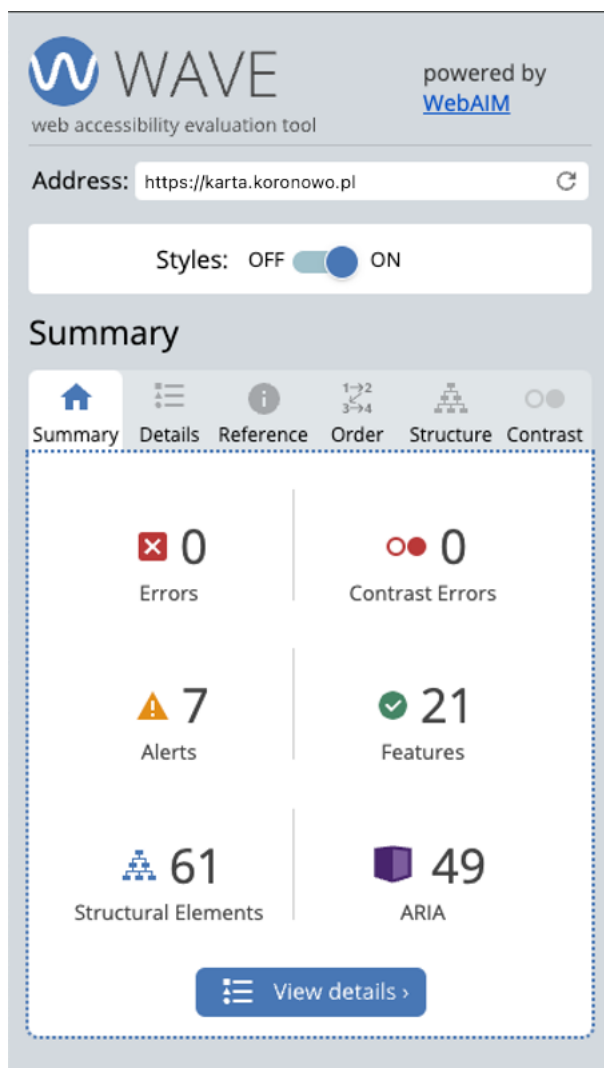 WAVE
web accessibility evaluation tool
powered by
WebAIM
Address: https://karta.koronowo.pl
Styles: OFF ON
Summary
1→2
3→4
Summary Details Reference Order Structure Contrast
0 Errors
0 Contrast Errors
7 Alerts
21 Features
61 Structural Elements
49 ARIA
View details ›